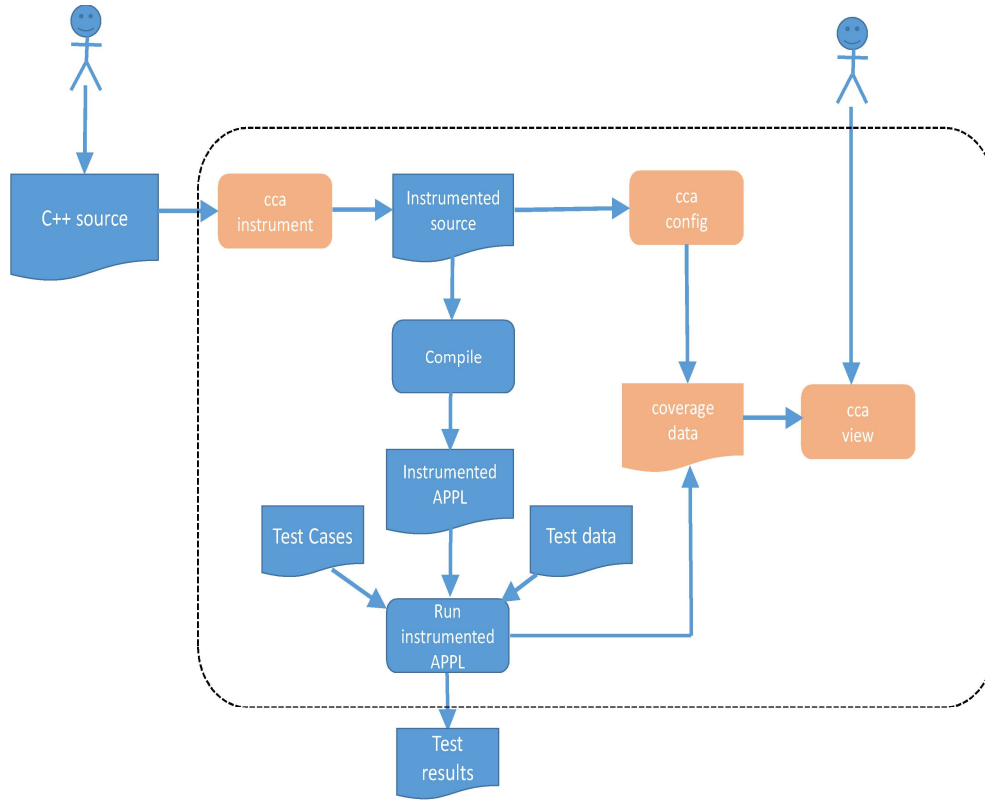 C++ source
cca
instrument
Instrumented
source
cca
config
Compile
coverage
data
cca
view
Instrumented
APPL
Test Cases
Test data
Run
instrumented
APPL
Test
results